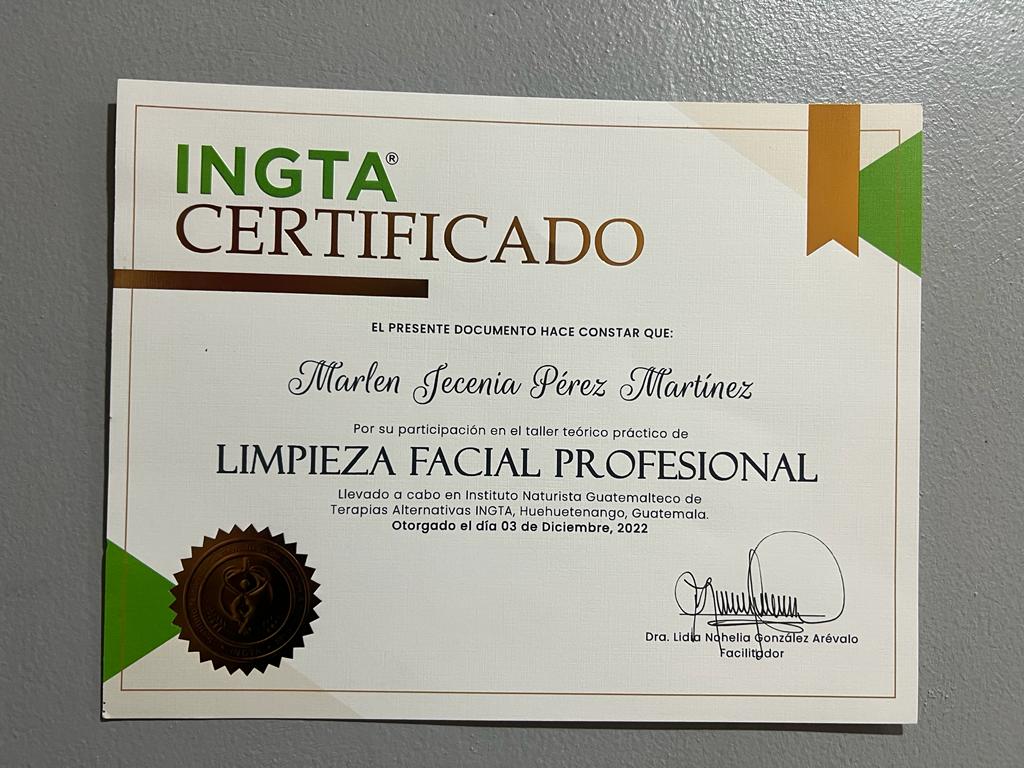 INGTA®
CERTIFICADO
EL PRESENTE DOCUMENTO HACE CONSTAR QUE:
Marlen Jecenia Pérez Martínez
Por su participación en el taller teórico práctico de
LIMPIEZA FACIAL PROFESIONAL
Llevado a cabo en Instituto Naturista Guatemalteco de
Terapias Alternativas INGTA, Huehuetenango, Guatemala.
Otorgado el día 03 de Diciembre, 2022
Dra. Lidia Nohelia González Arévalo
Facilitador
INGTA